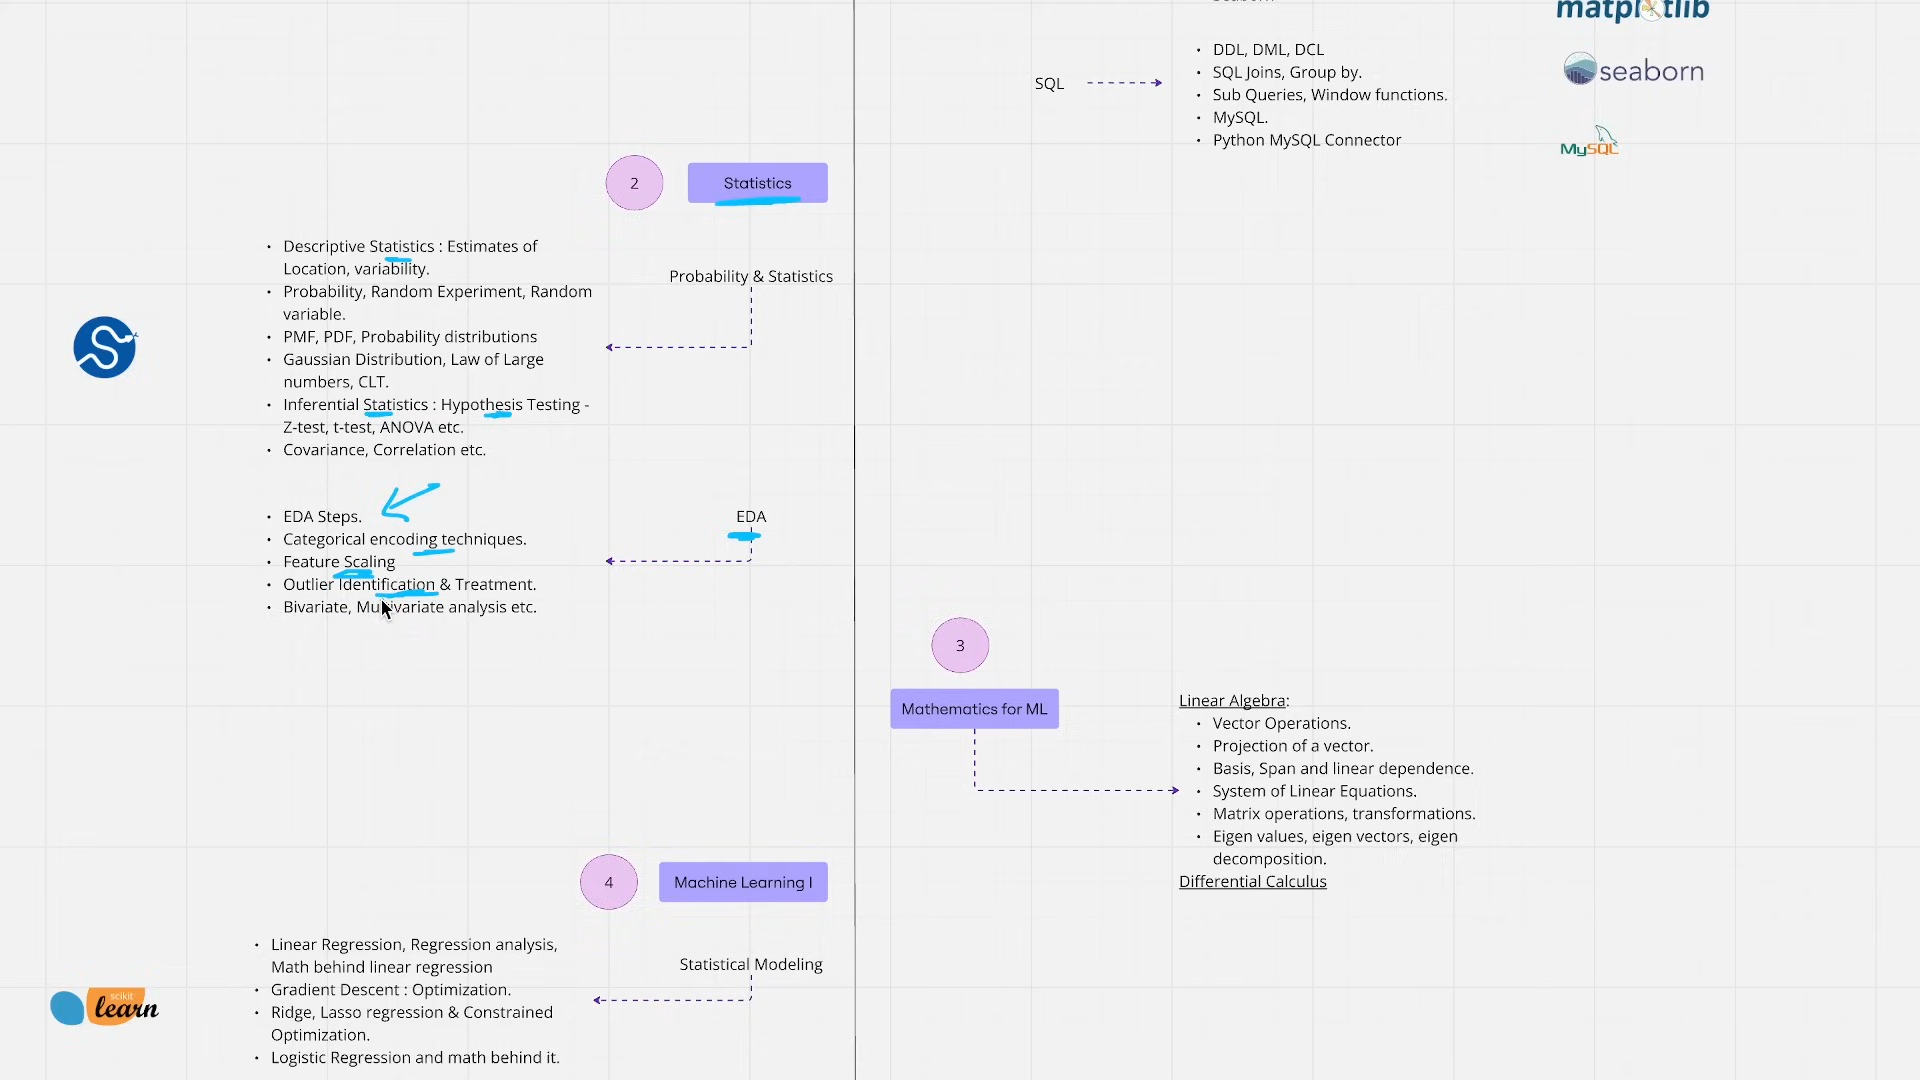 matplotlib
SQL
• DDL, DML, DCL
• SQL Joins, Group by.
• Sub Queries, Window functions.
• MySQL.
• Python MySQL Connector
seaborn
MySQL
2
Statistics
Probability & Statistics
• Descriptive Statistics : Estimates of
Location, variability.
• Probability, Random Experiment, Random
variable.
• PMF, PDF, Probability distributions
• Gaussian Distribution, Law of Large
numbers, CLT.
• Inferential Statistics : Hypothesis Testing -
Z-test, t-test, ANOVA etc.
• Covariance, Correlation etc.
EDA
• EDA Steps.
• Categorical encoding techniques.
• Feature Scaling
• Outlier Identification & Treatment.
• Bivariate, Multivariate analysis etc.
3
Mathematics for ML
Linear Algebra:
• Vector Operations.
• Projection of a vector.
• Basis, Span and linear dependence.
• System of Linear Equations.
• Matrix operations, transformations.
• Eigen values, eigen vectors, eigen
decomposition.
Differential Calculus
4
Machine Learning I
Statistical Modeling
• Linear Regression, Regression analysis,
Math behind linear regression
• Gradient Descent : Optimization.
• Ridge, Lasso regression & Constrained
Optimization.
• Logistic Regression and math behind it.
scikit
learn